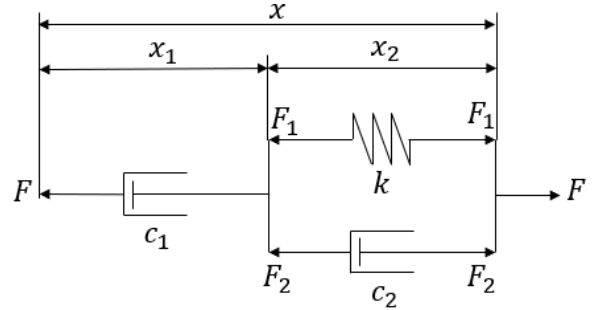 x
x₁ x₂
F₁ F₁
k
F F
c₁
F₂ c₂ F₂